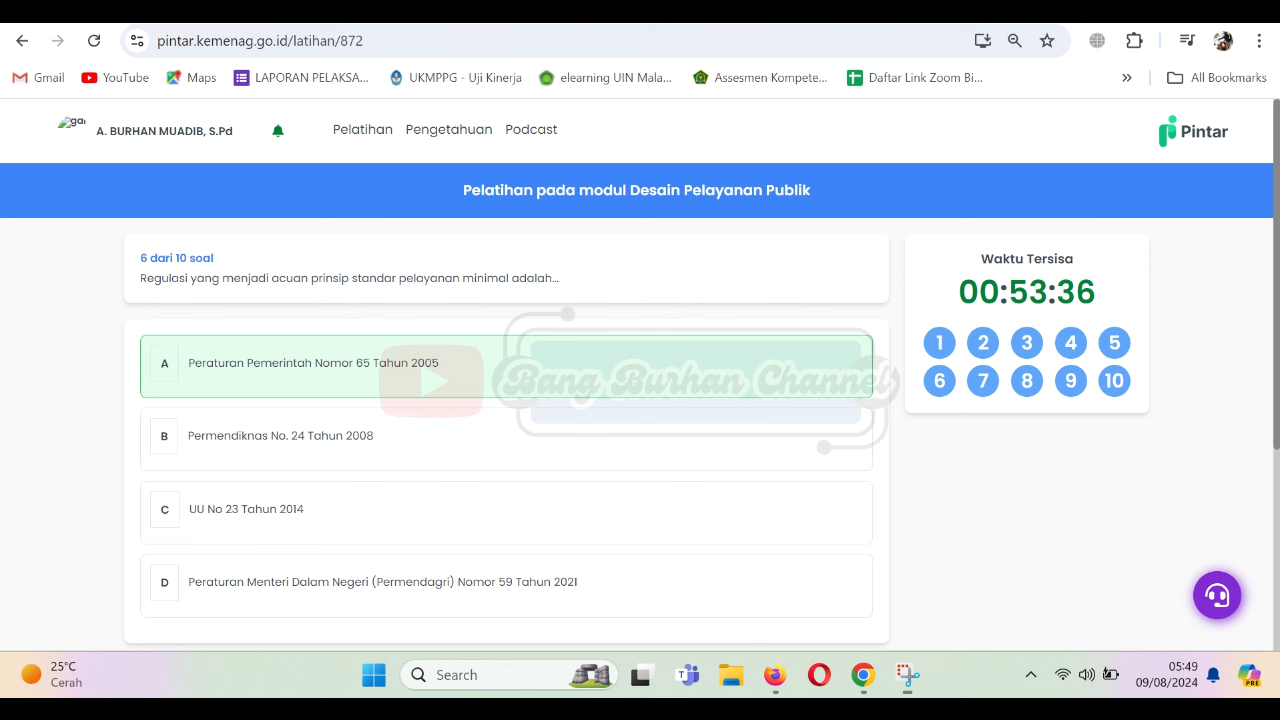 pintar.kemenag.go.id/latihan/872
Gmail
YouTube
Maps
LAPORAN PELAKSA...
UKMPPG - Uji Kinerja
elearning UIN Mala...
Assesmen Kompete...
Daftar Link Zoom Bi...
»
All Bookmarks
gar
A. BURHAN MUADIB, S.Pd
Pelatihan
Pengetahuan
Podcast
Pintar
Pelatihan pada modul Desain Pelayanan Publik
6 dari 10 soal
Regulasi yang menjadi acuan prinsip standar pelayanan minimal adalah...
A Peraturan Pemerintah Nomor 65 Tahun 2005
B Permendiknas No. 24 Tahun 2008
C UU No 23 Tahun 2014
D Peraturan Menteri Dalam Negeri (Permendagri) Nomor 59 Tahun 2021
Bang Burhan Channel
Waktu Tersisa
00:53:36
1 2 3 4 5
6 7 8 9 10
25°C
Cerah
Search
05:49
09/08/2024
PRE